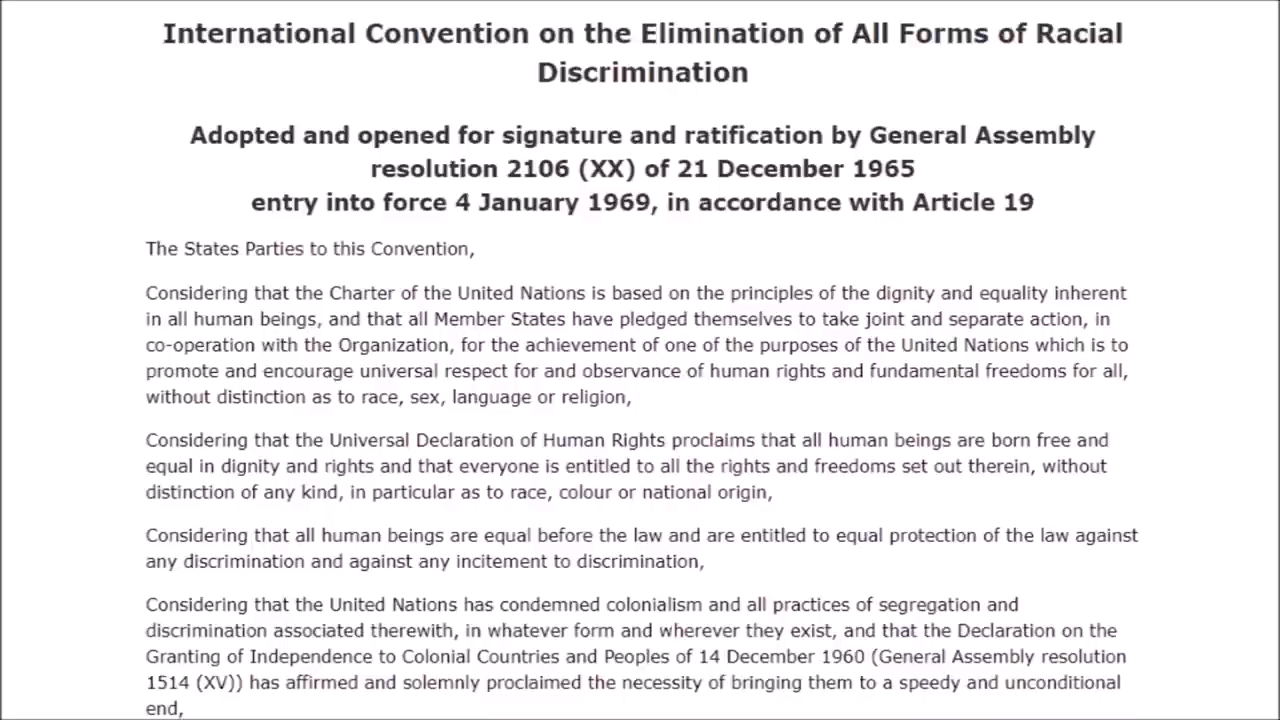 International Convention on the Elimination of All Forms of Racial
Discrimination
Adopted and opened for signature and ratification by General Assembly
resolution 2106 (XX) of 21 December 1965
entry into force 4 January 1969, in accordance with Article 19
The States Parties to this Convention,
Considering that the Charter of the United Nations is based on the principles of the dignity and equality inherent
in all human beings, and that all Member States have pledged themselves to take joint and separate action, in
co-operation with the Organization, for the achievement of one of the purposes of the United Nations which is to
promote and encourage universal respect for and observance of human rights and fundamental freedoms for all,
without distinction as to race, sex, language or religion,
Considering that the Universal Declaration of Human Rights proclaims that all human beings are born free and
equal in dignity and rights and that everyone is entitled to all the rights and freedoms set out therein, without
distinction of any kind, in particular as to race, colour or national origin,
Considering that all human beings are equal before the law and are entitled to equal protection of the law against
any discrimination and against any incitement to discrimination,
Considering that the United Nations has condemned colonialism and all practices of segregation and
discrimination associated therewith, in whatever form and wherever they exist, and that the Declaration on the
Granting of Independence to Colonial Countries and Peoples of 14 December 1960 (General Assembly resolution
1514 (XV)) has affirmed and solemnly proclaimed the necessity of bringing them to a speedy and unconditional
end,